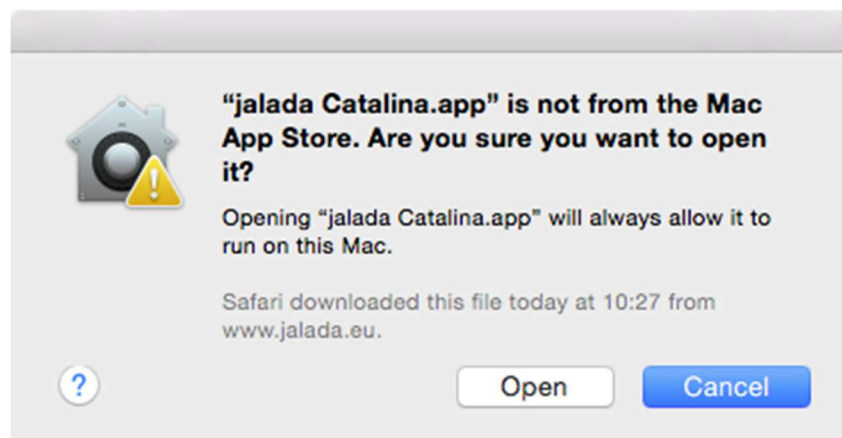 “jalada Catalina.app” is not from the Mac
App Store. Are you sure you want to open
it?
Opening “jalada Catalina.app” will always allow it to
run on this Mac.
Safari downloaded this file today at 10:27 from
www.jalada.eu.
?
Open
Cancel